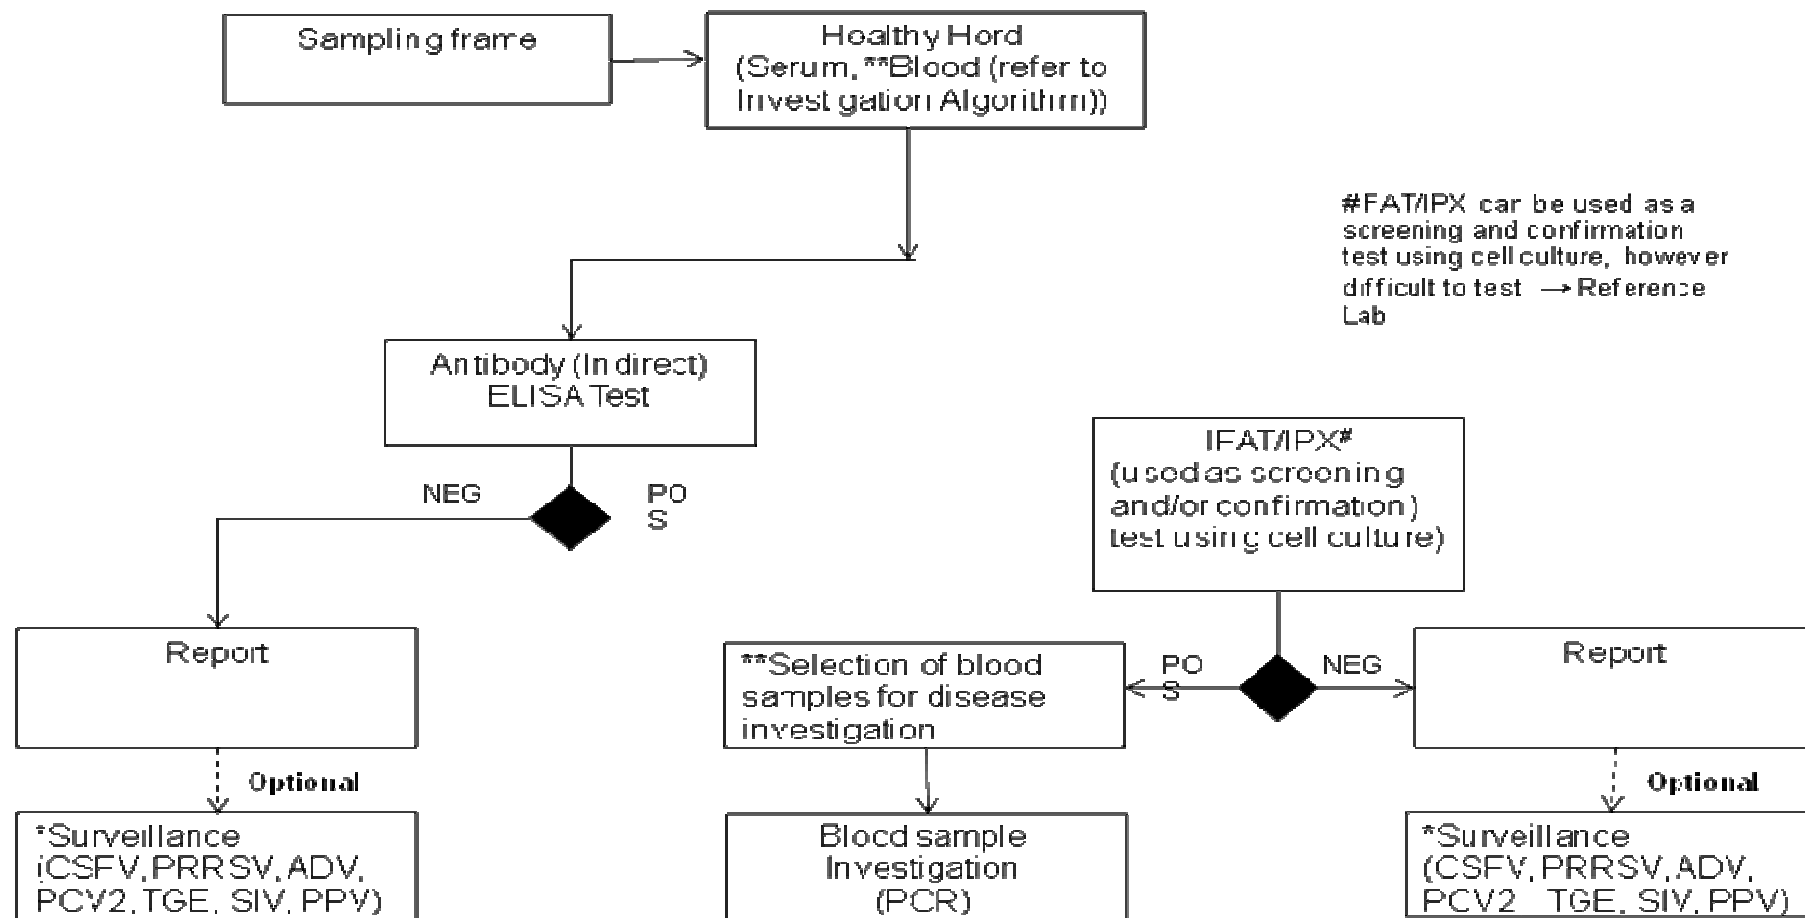 Sampling frame
Healthy Herd
(Serum, **Blood (refer to
Investigation Algorithm))
#FAT/IPX can be used as a
screening and confirmation
test using cell culture, however
difficult to test → Reference
Lab
Antibody (Indirect)
ELISA Test
NEG
PO
S
IFAT/IPX#
(used as screening
and/or confirmation)
test using cell culture)
Report
**Selection of blood
samples for disease
investigation
PO
S
NEG
Report
Optional
Optional
*Surveillance
(CSFV, PRRSV, ADV,
PCV2, TGE, SIV, PPV)
Blood sample
Investigation
(PCR)
*Surveillance
(CSFV, PRRSV, ADV,
PCV2 TGE, SIV, PPV)